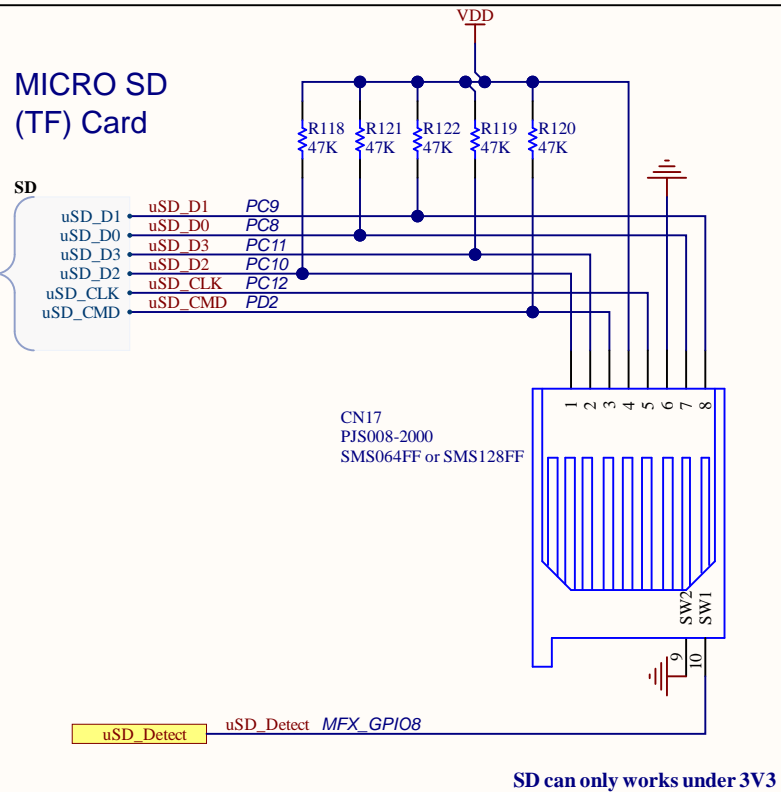 VDD
MICRO SD
(TF) Card
R118
47K
R121
47K
R122
47K
R119
47K
R120
47K
SD
uSD_D1 uSD_D1 PC9
uSD_D0 uSD_D0 PC8
uSD_D3 uSD_D3 PC11
uSD_D2 uSD_D2 PC10
uSD_CLK uSD_CLK PC12
uSD_CMD uSD_CMD PD2
1 2 3 4 5 6 7 8
CN17
PJS008-2000
SMS064FF or SMS128FF
SW2 SW1
9 10
uSD_Detect uSD_Detect MFX_GPIO8
SD can only works under 3V3